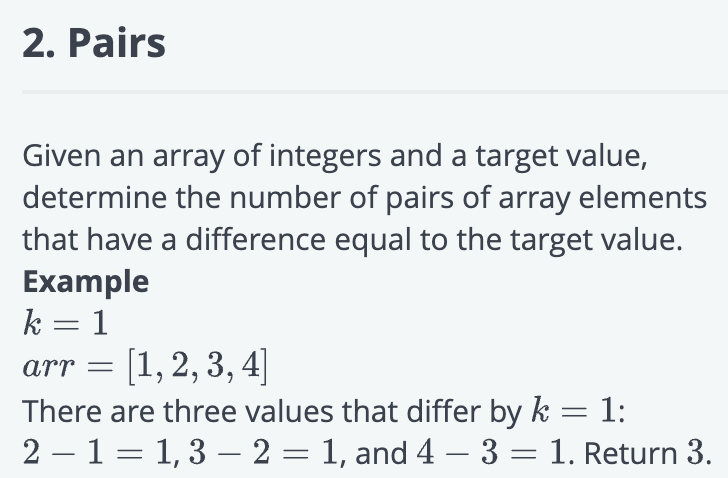 2. Pairs
Given an array of integers and a target value,
determine the number of pairs of array elements
that have a difference equal to the target value.
Example
k = 1
arr = [1, 2, 3, 4]
There are three values that differ by k = 1:
2 − 1 = 1, 3 − 2 = 1, and 4 − 3 = 1. Return 3.